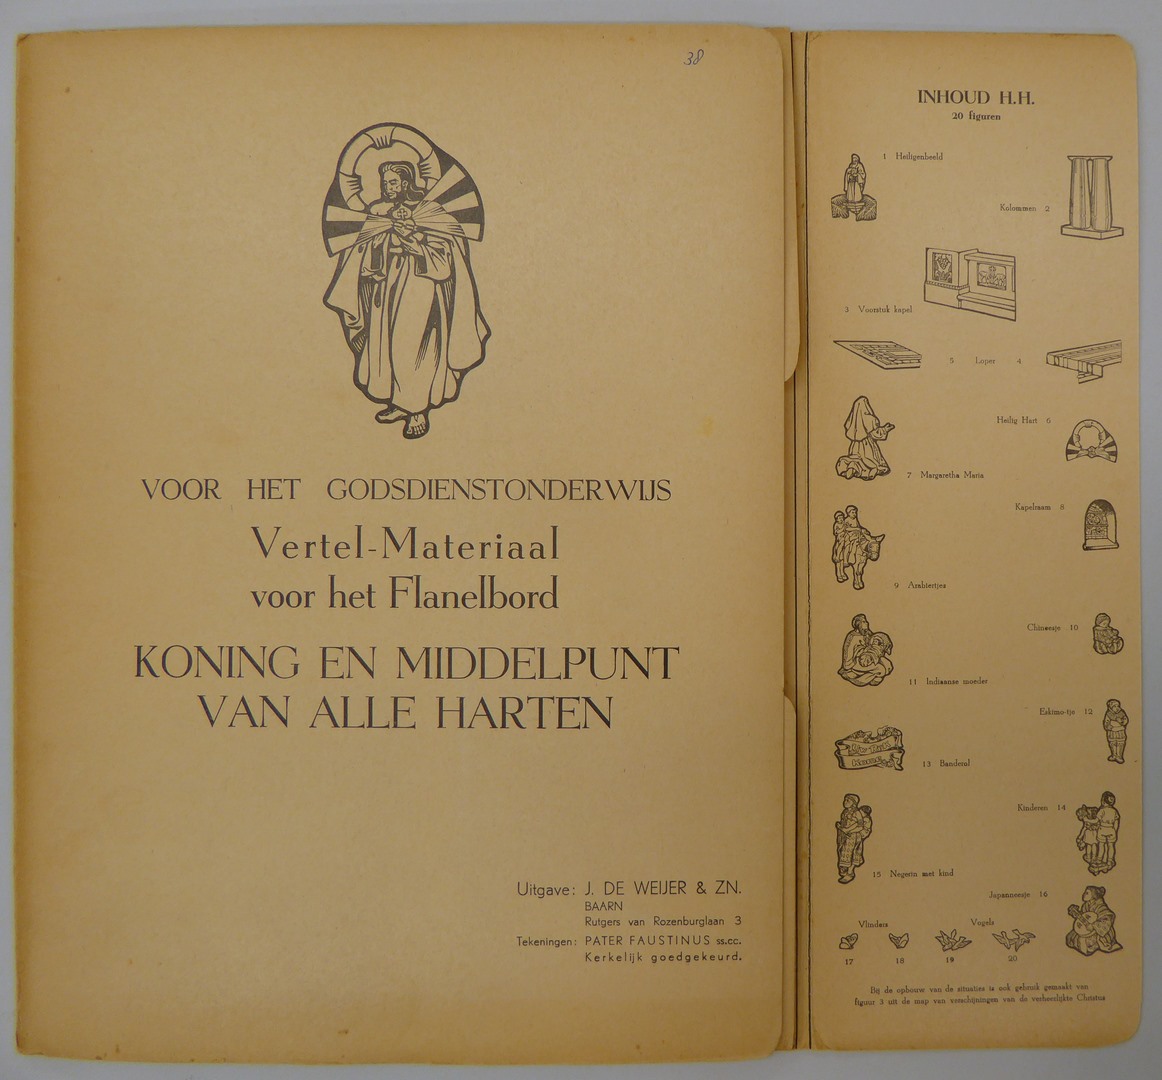 38
VOOR HET GODSDIENSTONDERWIJS
Vertel-Materiaal
voor het Flanelbord
KONING EN MIDDELPUNT
VAN ALLE HARTEN
Uitgave: J. DE WEIJER & ZN.
BAARN
Rutgers van Rozenburglaan 3
Tekeningen: PATER FAUSTINUS ss.cc.
Kerkelijk goedgekeurd.
INHOUD H.H.
20 figuren
1 Heiligenbeeld
Kolommen 2
3 Voorstuk kapel
5 Loper 4
Heilig Hart 6
7 Margaretha Maria
Kapelraam 8
9 Arabiertjes
Chineesje 10
11 Indiaanse moeder
Eskimo-tje 12
13 Banderol
Kinderen 14
15 Negerin met kind
Japanneesje 16
Vlinders Vogels
17 18 19 20
Bij de opbouw van de situaties is ook gebruik gemaakt van
figuur 3 uit de map van verschijningen van de verheerlijkte Christus